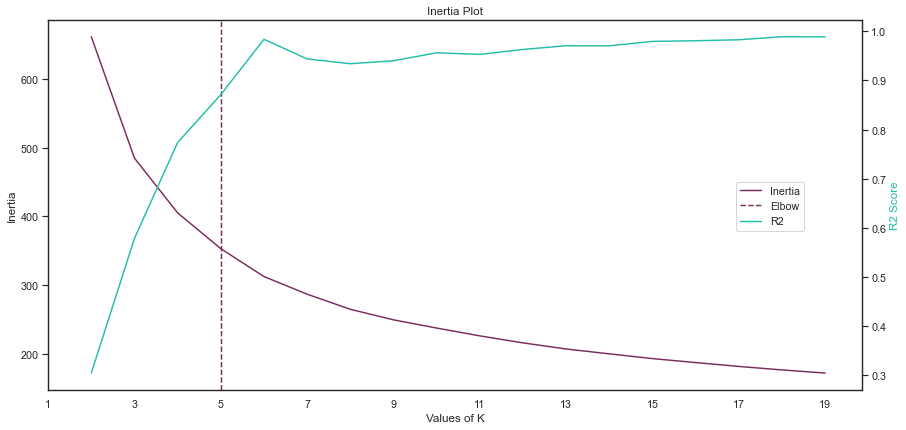 Inertia Plot
600
500
400
300
200
Inertia
1.0
0.9
0.8
0.7
0.6
0.5
0.4
0.3
R2 Score
Inertia
Elbow
R2
1 3 5 7 9 11 13 15 17 19
Values of K